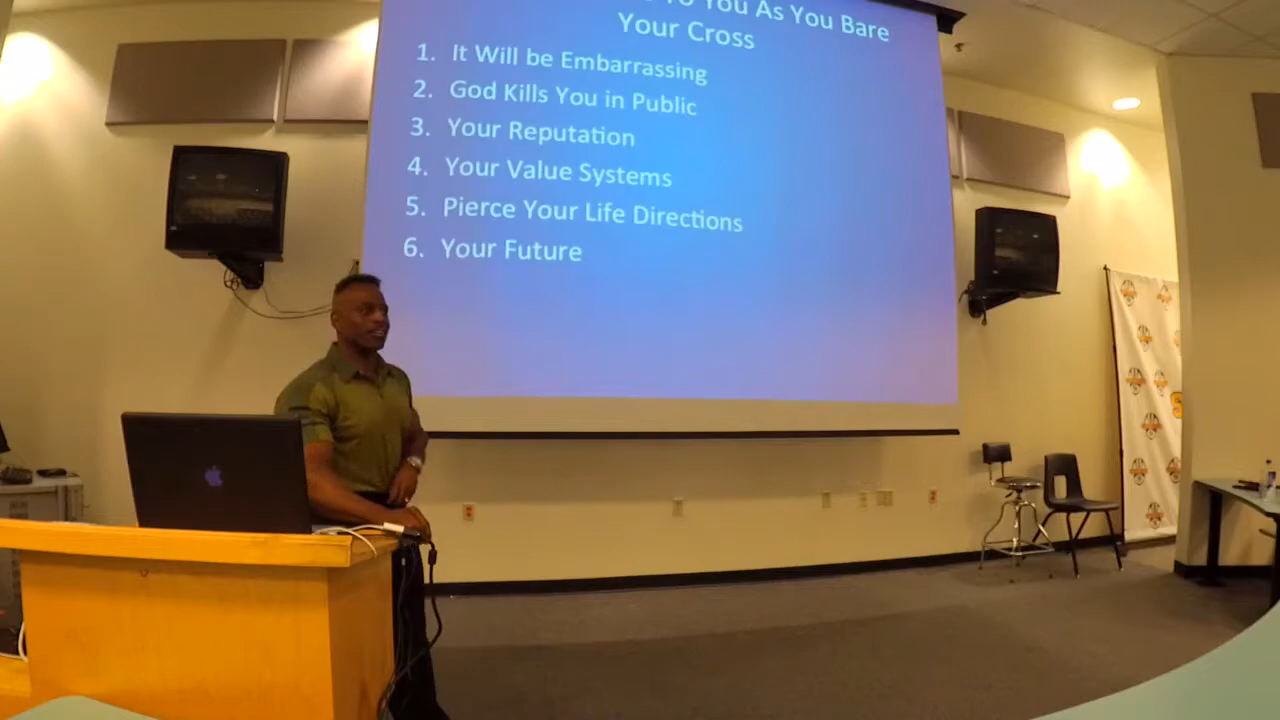 To You As You Bare
Your Cross
1. It Will be Embarrassing
2. God Kills You in Public
3. Your Reputation
4. Your Value Systems
5. Pierce Your Life Directions
6. Your Future